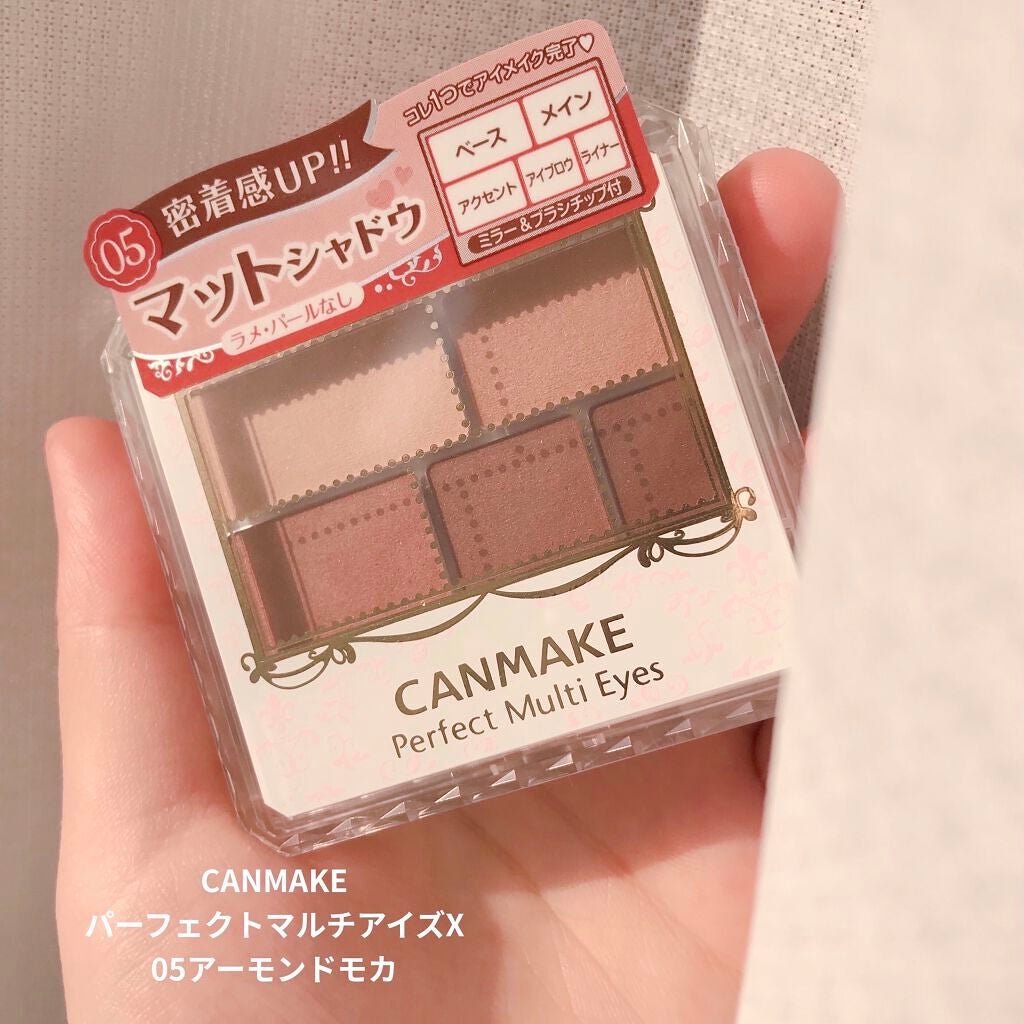 コレ1つでアイメイク完了♥
ベース
メイン
アクセント
アイブロウ
ライナー
ミラー&ブラシチップ付
05
密着感UP!!
マットシャドウ
ラメ・パールなし
CANMAKE
Perfect Multi Eyes
CANMAKE
パーフェクトマルチアイズX
05アーモンドモカ